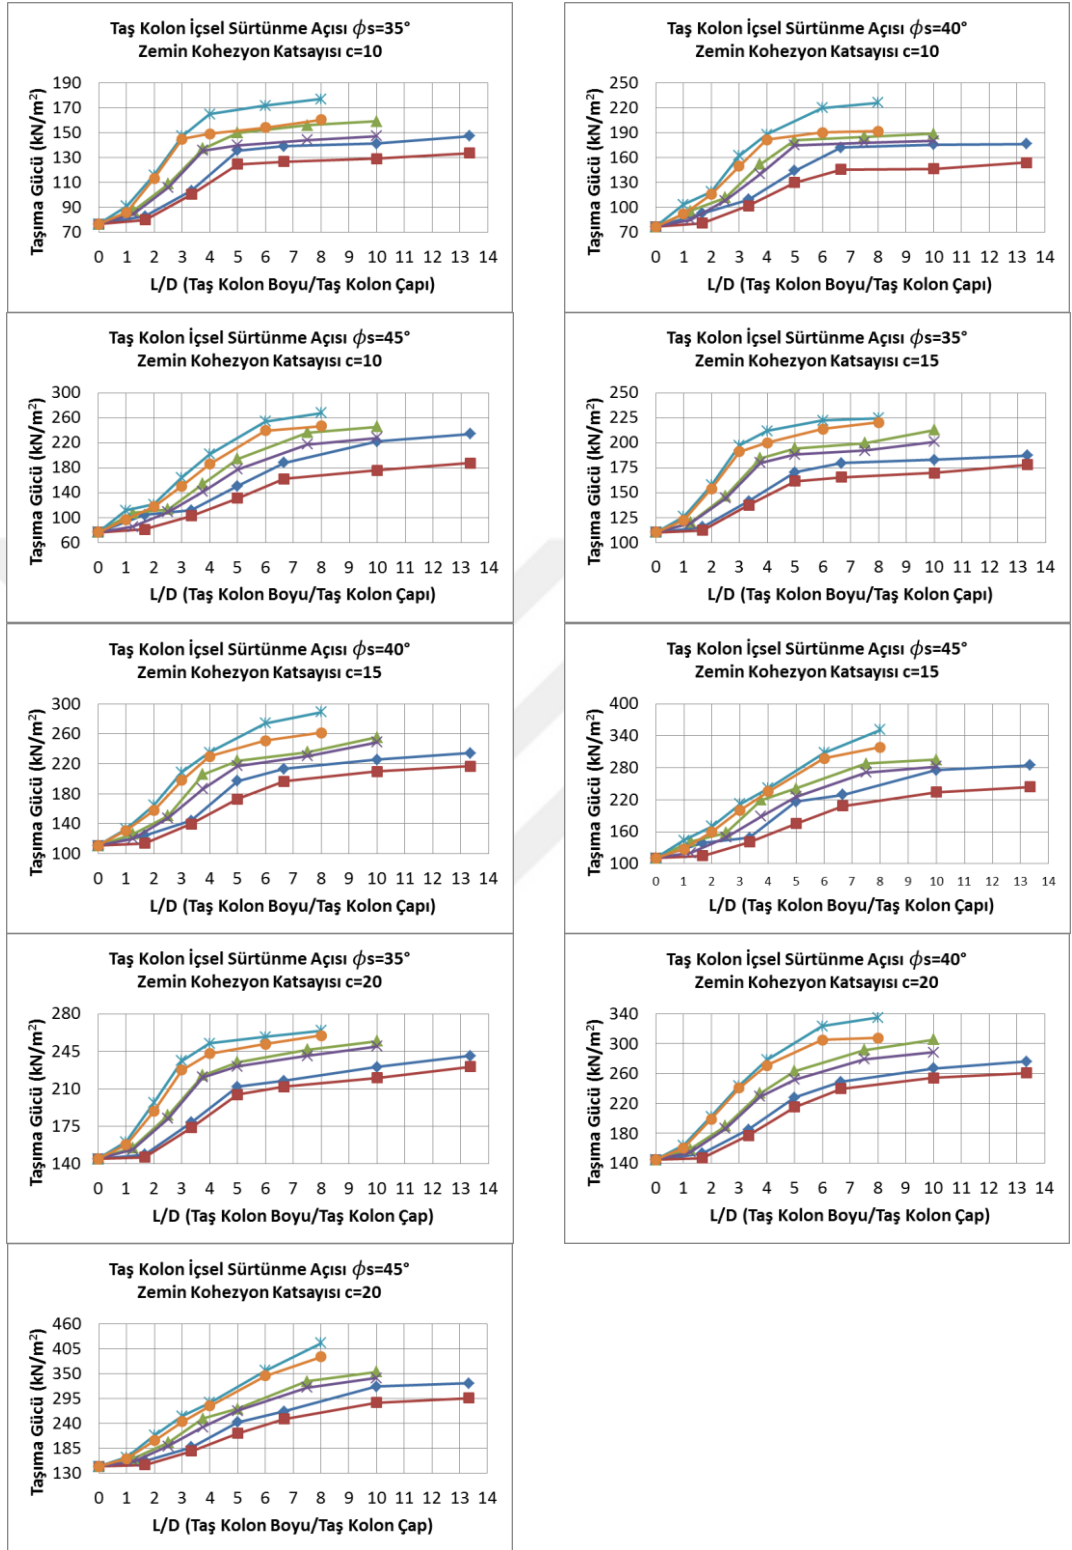 Taş Kolon İçsel Sürtünme Açısı ϕs=35°
Zemin Kohezyon Katsayısı c=10
Taşıma Gücü (kN/m²)
190
170
150
130
110
90
70
0 1 2 3 4 5 6 7 8 9 10 11 12 13 14
L/D (Taş Kolon Boyu/Taş Kolon Çapı)
Taş Kolon İçsel Sürtünme Açısı ϕs=40°
Zemin Kohezyon Katsayısı c=10
Taşıma Gücü (kN/m²)
250
220
190
160
130
100
70
0 1 2 3 4 5 6 7 8 9 10 11 12 13 14
L/D (Taş Kolon Boyu/Taş Kolon Çapı)
Taş Kolon İçsel Sürtünme Açısı ϕs=45°
Zemin Kohezyon Katsayısı c=10
Taşıma Gücü (kN/m²)
300
260
220
180
140
100
60
0 1 2 3 4 5 6 7 8 9 10 11 12 13 14
L/D (Taş Kolon Boyu/Taş Kolon Çapı)
Taş Kolon İçsel Sürtünme Açısı ϕs=35°
Zemin Kohezyon Katsayısı c=15
Taşıma Gücü (kN/m²)
250
225
200
175
150
125
100
0 1 2 3 4 5 6 7 8 9 10 11 12 13 14
L/D (Taş Kolon Boyu/Taş Kolon Çapı)
Taş Kolon İçsel Sürtünme Açısı ϕs=40°
Zemin Kohezyon Katsayısı c=15
Taşıma Gücü (kN/m²)
300
260
220
180
140
100
0 1 2 3 4 5 6 7 8 9 10 11 12 13 14
L/D (Taş Kolon Boyu/Taş Kolon Çapı)
Taş Kolon İçsel Sürtünme Açısı ϕs=45°
Zemin Kohezyon Katsayısı c=15
Taşıma Gücü (kN/m²)
400
340
280
220
160
100
0 1 2 3 4 5 6 7 8 9 10 11 12 13 14
L/D (Taş Kolon Boyu/Taş Kolon Çapı)
Taş Kolon İçsel Sürtünme Açısı ϕs=35°
Zemin Kohezyon Katsayısı c=20
Taşıma Gücü (kN/m²)
280
245
210
175
140
0 1 2 3 4 5 6 7 8 9 10 11 12 13 14
L/D (Taş Kolon Boyu/Taş Kolon Çap)
Taş Kolon İçsel Sürtünme Açısı ϕs=40°
Zemin Kohezyon Katsayısı c=20
Taşıma Gücü (kN/m²)
340
300
260
220
180
140
0 1 2 3 4 5 6 7 8 9 10 11 12 13 14
L/D (Taş Kolon Boyu/Taş Kolon Çap)
Taş Kolon İçsel Sürtünme Açısı ϕs=45°
Zemin Kohezyon Katsayısı c=20
Taşıma Gücü (kN/m²)
460
405
350
295
240
185
130
0 1 2 3 4 5 6 7 8 9 10 11 12 13 14
L/D (Taş Kolon Boyu/Taş Kolon Çap)